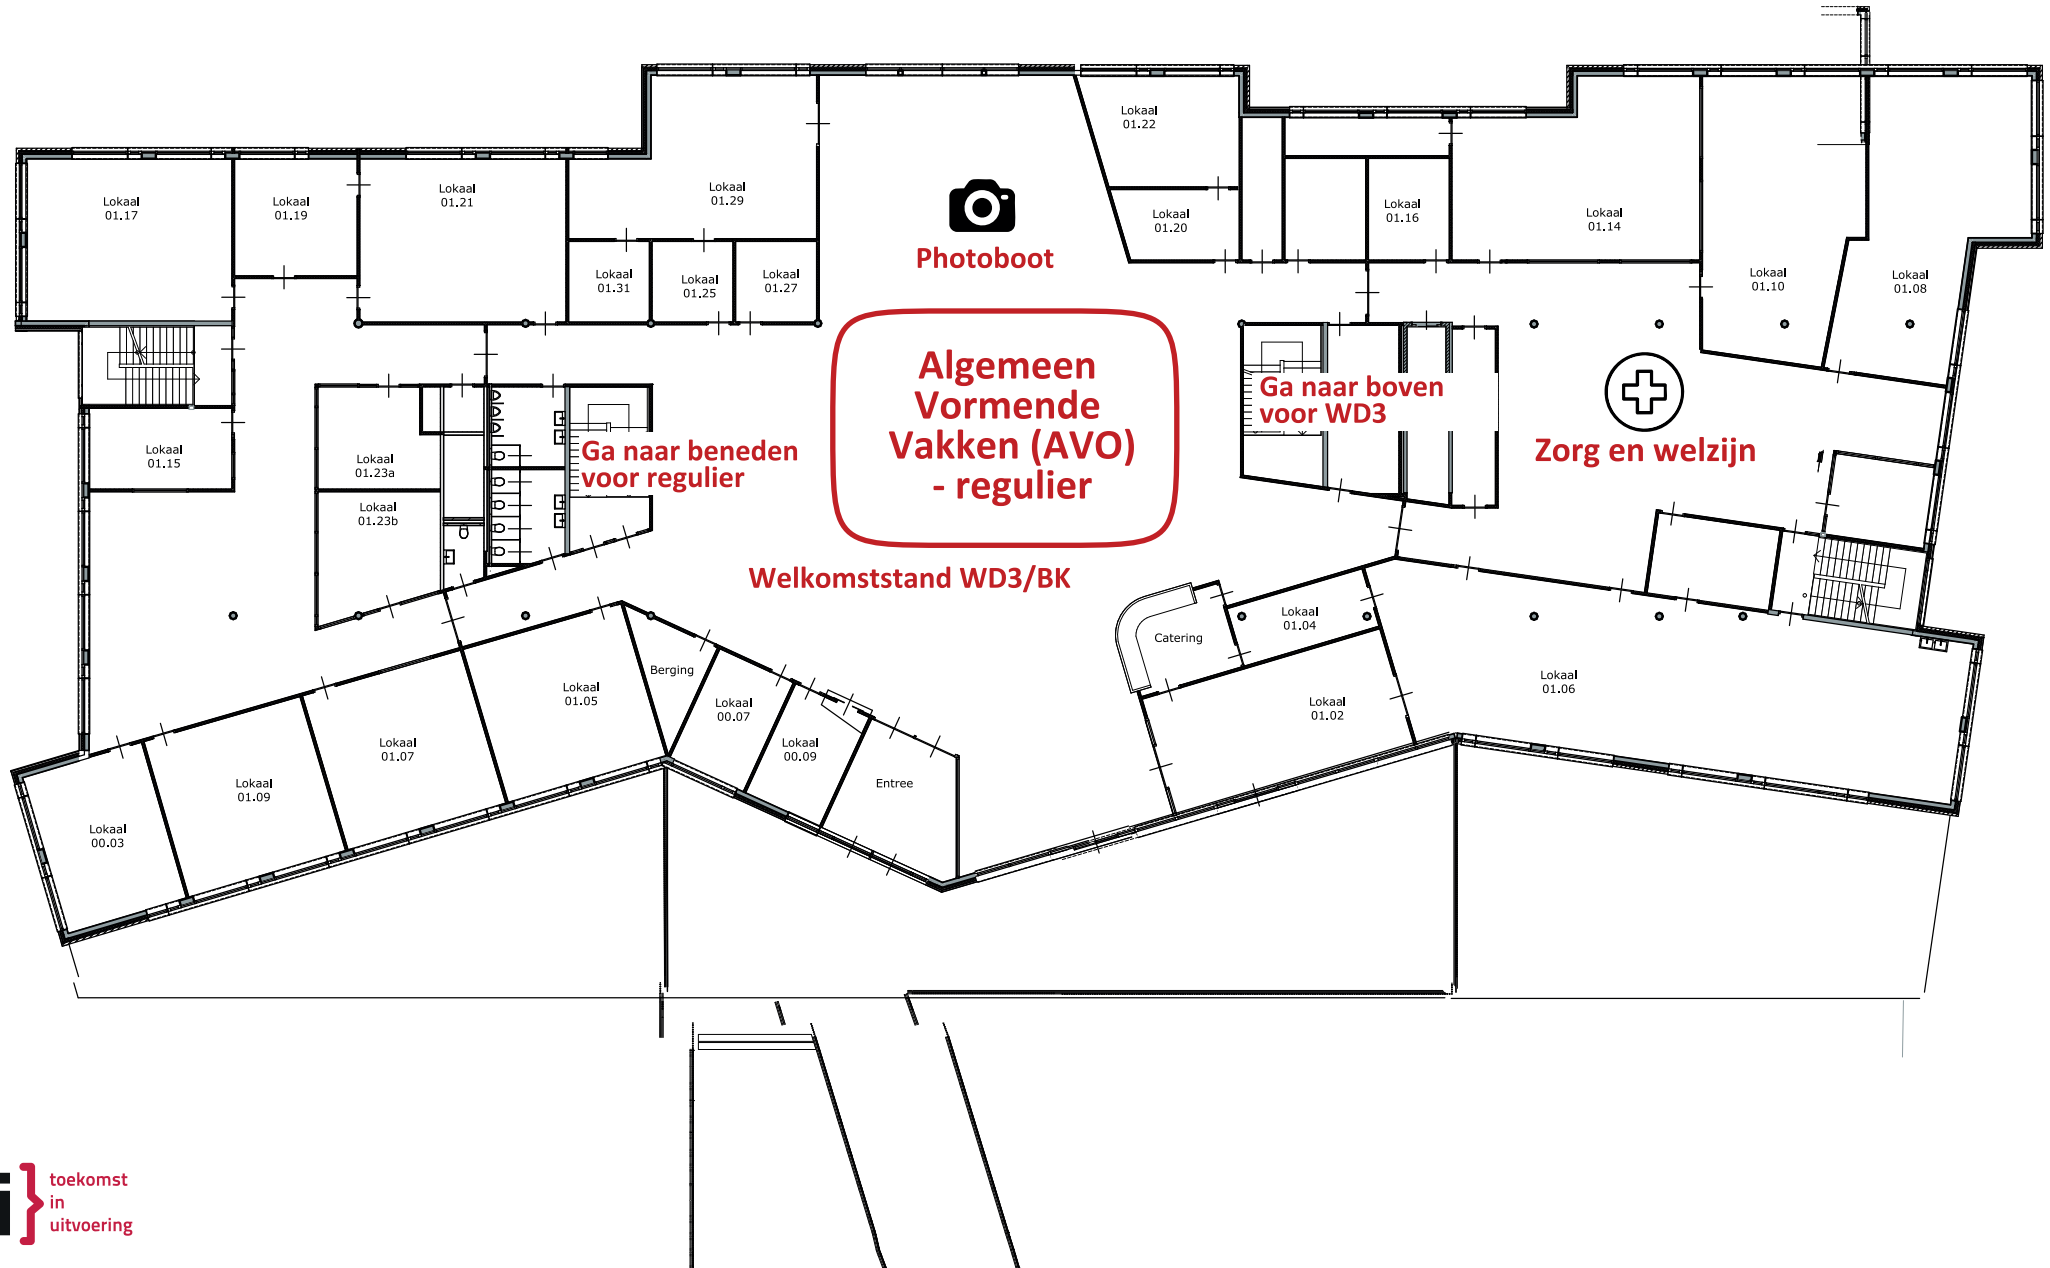 Lokaal
01.17
Lokaal
01.19
Lokaal
01.21
Lokaal
01.29
Lokaal
01.31
Lokaal
01.25
Lokaal
01.27
Photoboot
Lokaal
01.22
Lokaal
01.20
Lokaal
01.16
Lokaal
01.14
Lokaal
01.10
Lokaal
01.08
Algemeen
Vormende
Vakken (AVO)
- regulier
Ga naar boven
voor WD3
Zorg en welzijn
Lokaal
01.15
Lokaal
01.23a
Lokaal
01.23b
Ga naar beneden
voor regulier
Welkomststand WD3/BK
Catering
Lokaal
01.04
Lokaal
01.02
Lokaal
01.06
Berging
Lokaal
01.05
Lokaal
00.07
Lokaal
00.09
Entree
Lokaal
01.07
Lokaal
01.09
Lokaal
00.03
i} toekomst
in
uitvoering